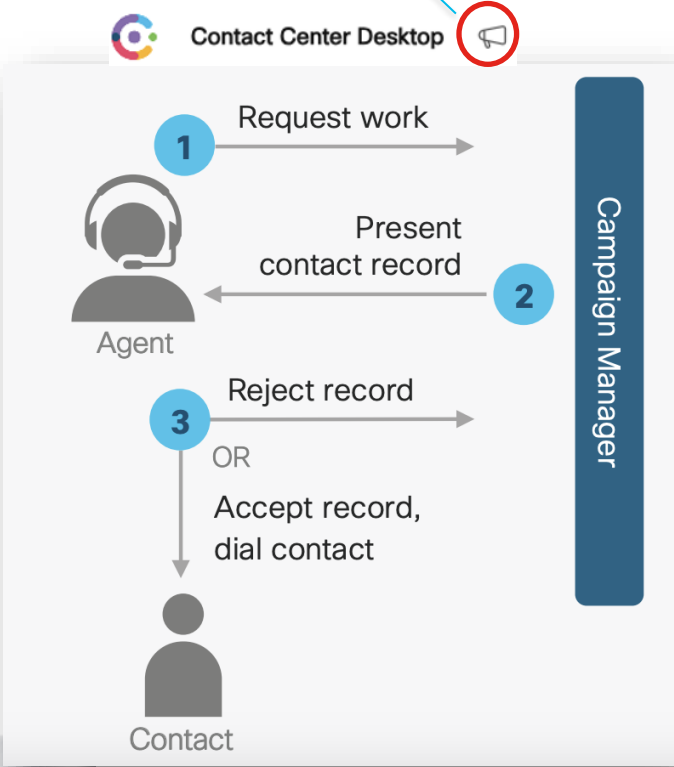 Contact Center Desktop
1
Request work
Present
contact record
2
Agent
Campaign Manager
3
Reject record
OR
Accept record,
dial contact
Contact